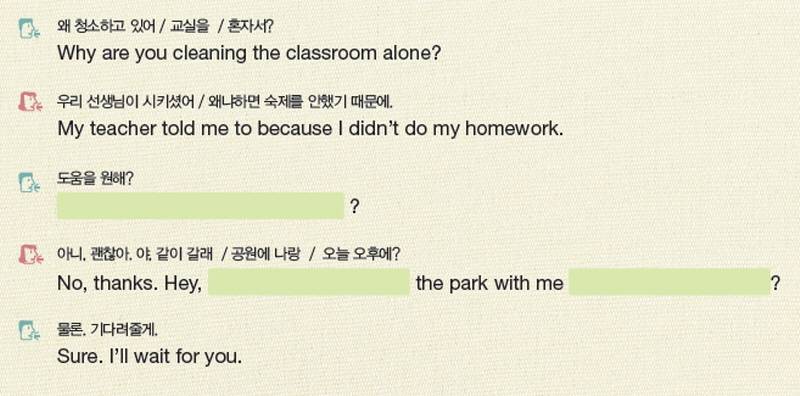 왜 청소하고 있어 / 교실을 / 혼자서?
Why are you cleaning the classroom alone?
우리 선생님이 시키셨어 / 왜냐하면 숙제를 안했기 때문에.
My teacher told me to because I didn't do my homework.
도움을 원해?
?
아니, 괜찮아. 야, 같이 갈래 / 공원에 나랑 / 오늘 오후에?
No, thanks. Hey, the park with me ?
물론. 기다려줄게.
Sure. I'll wait for you.